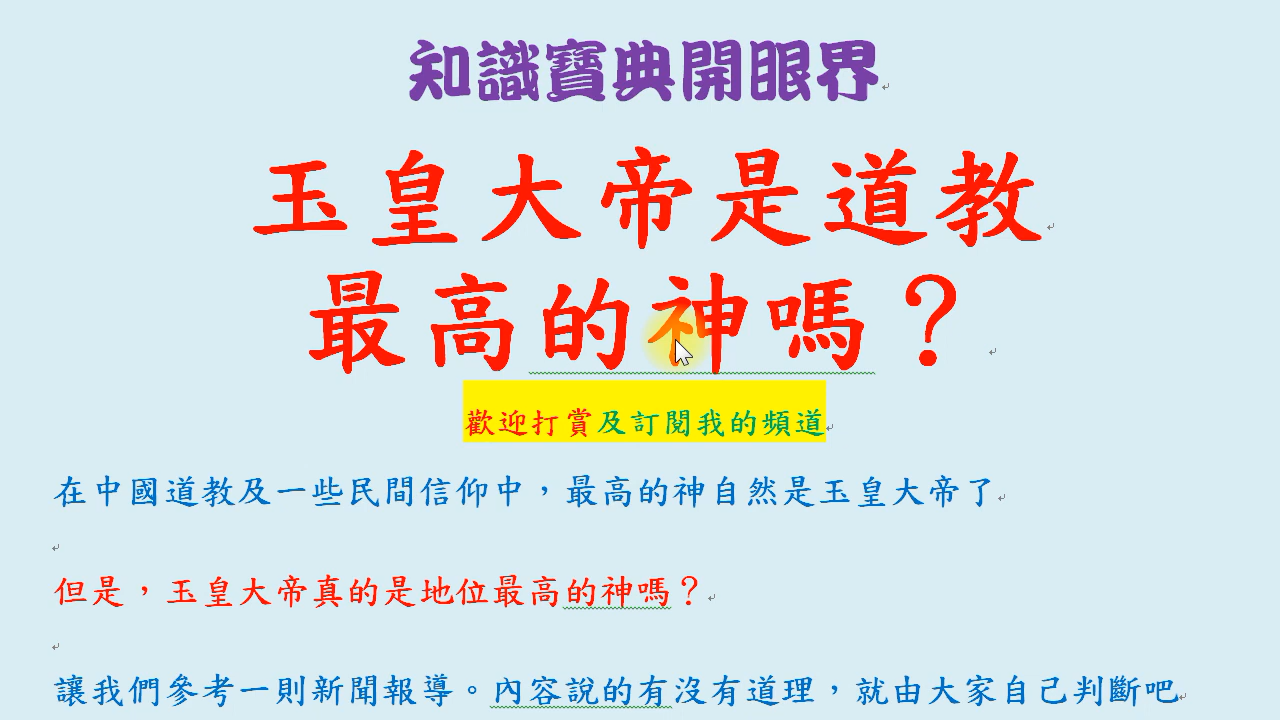 知識寶典開眼界
玉皇大帝是道教
最高的神嗎？
歡迎打賞及訂閱我的頻道
在中國道教及一些民間信仰中，最高的神自然是玉皇大帝了
但是，玉皇大帝真的是地位最高的神嗎？
讓我們參考一則新聞報導。內容說的有沒有道理，就由大家自己判斷吧